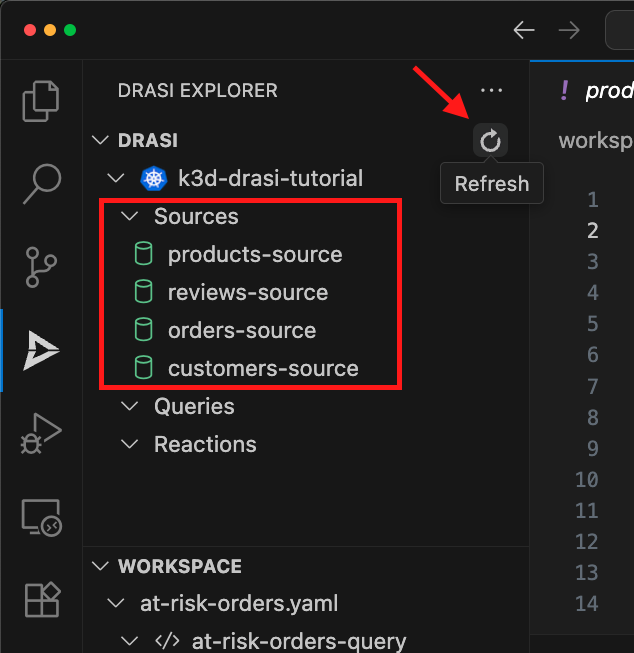 DRASI EXPLORER
! prod
DRASI
worksp
k3d-drasi-tutorial
Refresh
Sources
products-source
reviews-source
orders-source
customers-source
Queries
Reactions
WORKSPACE
at-risk-orders.yaml
</> at-risk-orders-query
1
2
3
4
5
6
7
8
9
10
11
12
13
14